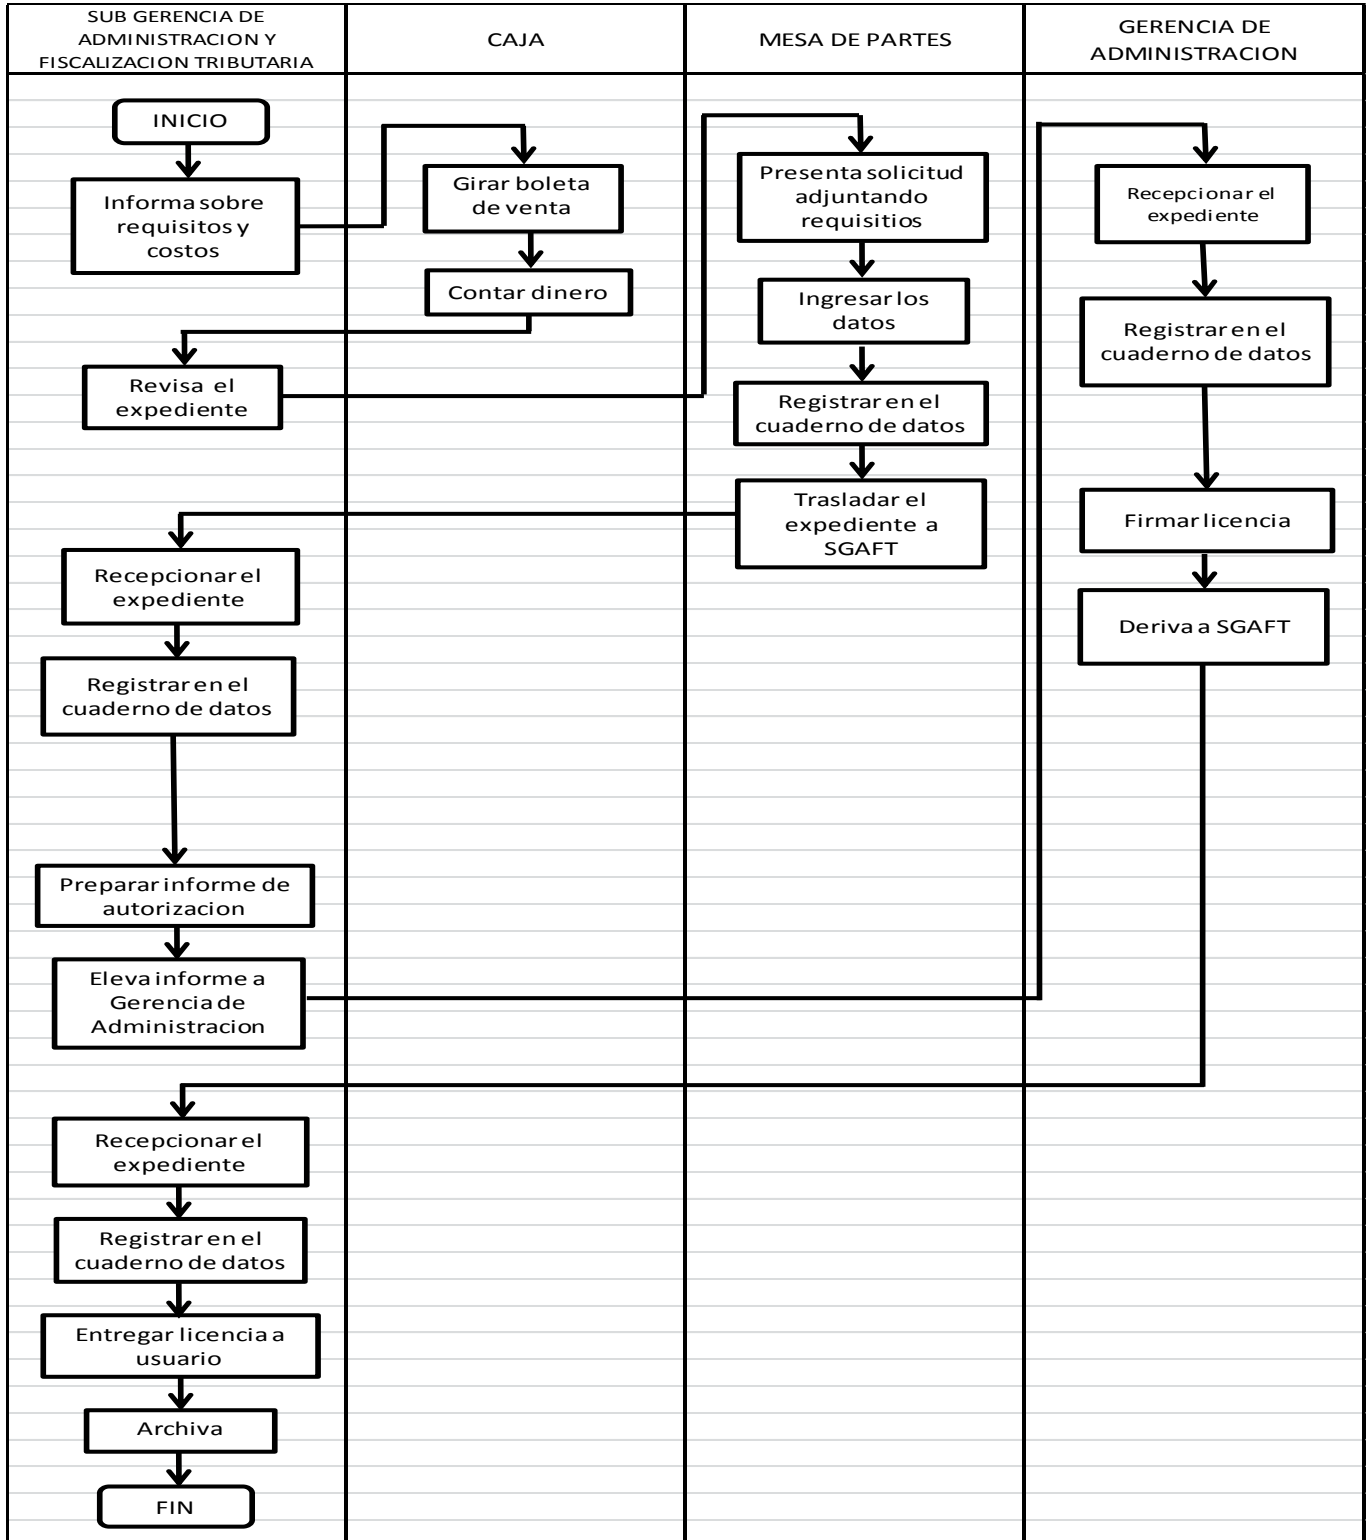 SUB GERENCIA DE
ADMINISTRACION Y
FISCALIZACION TRIBUTARIA
CAJA
MESA DE PARTES
GERENCIA DE
ADMINISTRACION
INICIO
Informa sobre
requisitos y
costos
Girar boleta
de venta
Contar dinero
Revisa el
expediente
Presenta solicitud
adjuntando
requisitios
Ingresar los
datos
Registrar en el
cuaderno de datos
Trasladar el
expediente a
SGAFT
Recepcionar el
expediente
Registrar en el
cuaderno de datos
Preparar informe de
autorizacion
Eleva informe a
Gerencia de
Administracion
Recepcionar el
expediente
Registrar en el
cuaderno de datos
Firmar licencia
Deriva a SGAFT
Recepcionar el
expediente
Registrar en el
cuaderno de datos
Entregar licencia a
usuario
Archiva
FIN